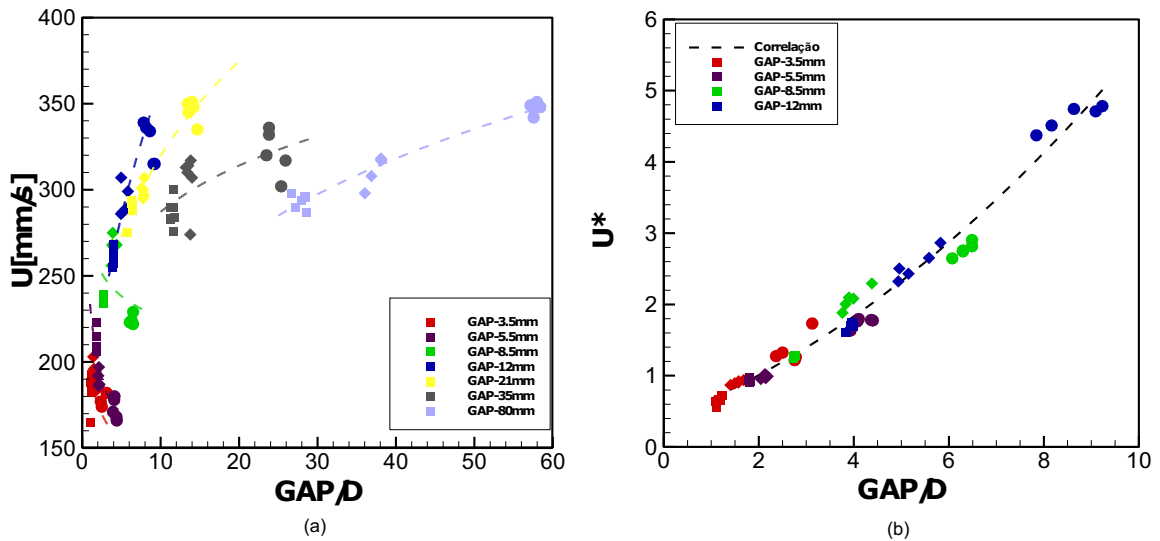 400
350
300
250
200
150
U[mm/s]
0 10 20 30 40 50 60
GAP/D
GAP-3.5mm
GAP-5.5mm
GAP-8.5mm
GAP-12mm
GAP-21mm
GAP-35mm
GAP-80mm
(a)
6
5
4
3
2
1
0
U*
0 2 4 6 8 10
GAP/D
Correlação
GAP-3.5mm
GAP-5.5mm
GAP-8.5mm
GAP-12mm
(b)